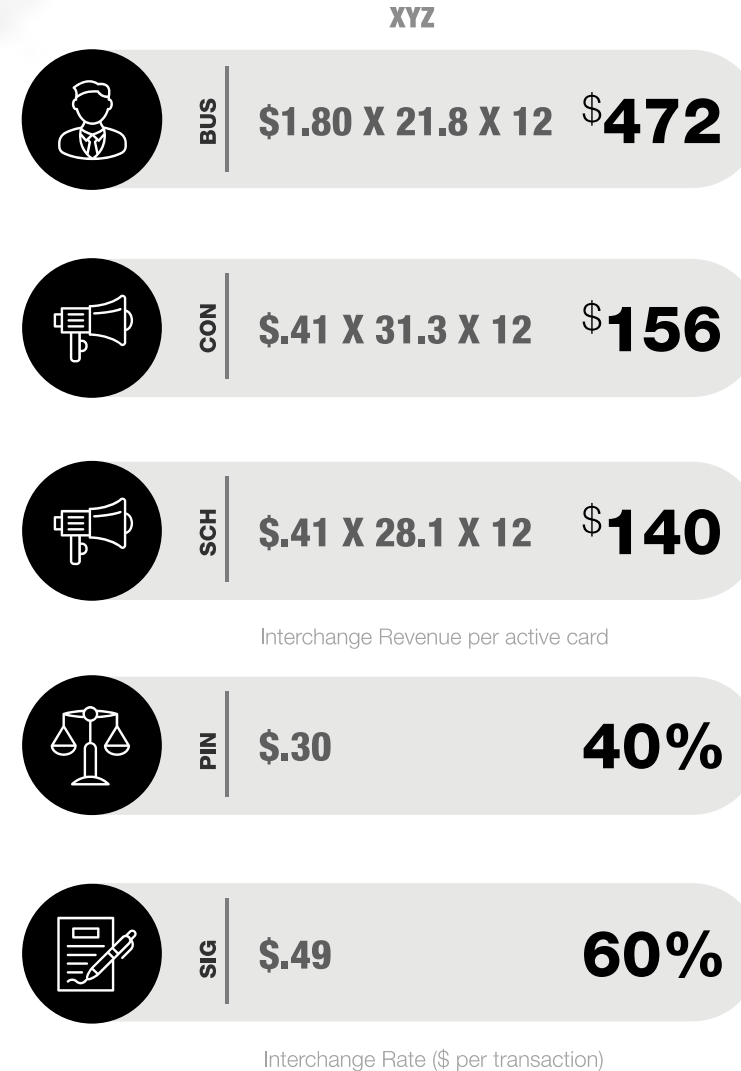 XYZ
BUS $1.80 X 21.8 X 12 $472
CON $.41 X 31.3 X 12 $156
SCH $.41 X 28.1 X 12 $140
Interchange Revenue per active card
PIN $.30 40%
SIG $.49 60%
Interchange Rate ($ per transaction)